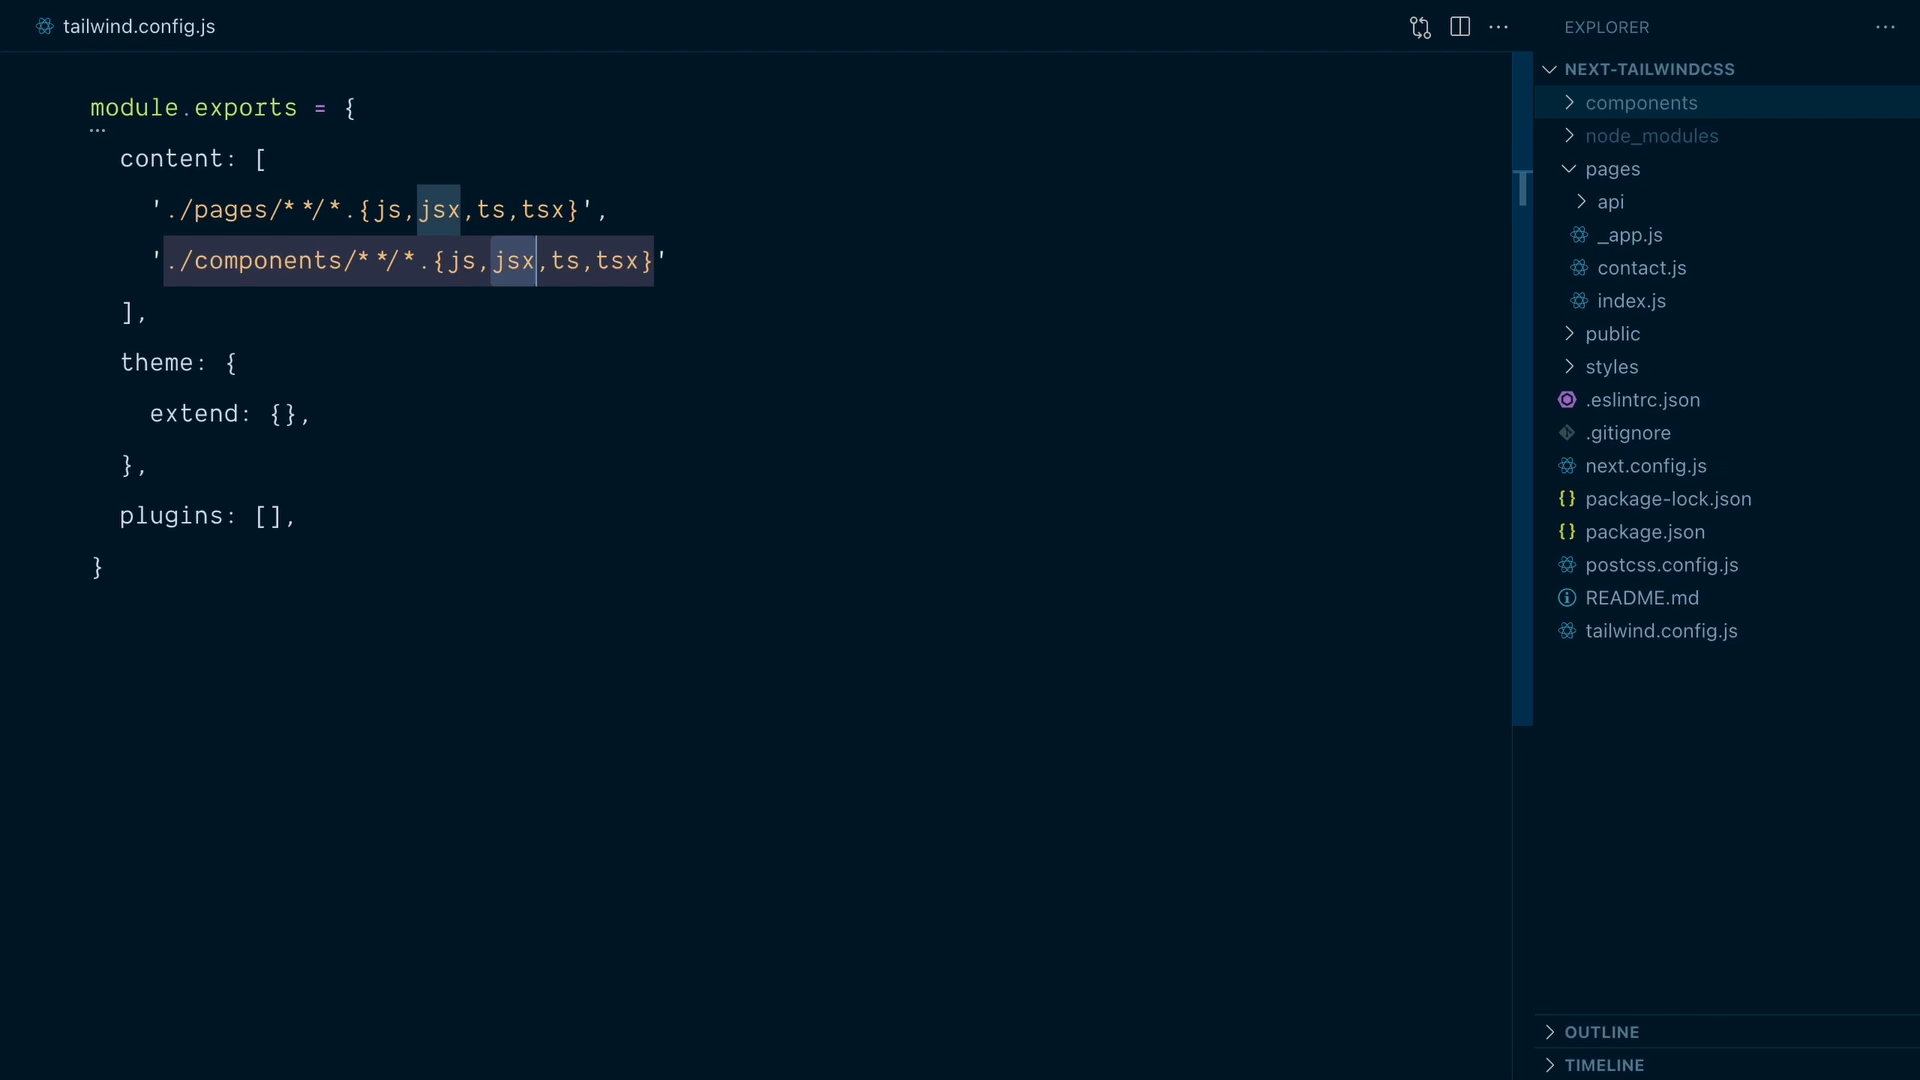 tailwind.config.js
module.exports = {
content: [
'./pages/**/*.{js,jsx,ts,tsx}',
'./components/**/*.{js,jsx,ts,tsx}'
],
theme: {
extend: {},
},
plugins: [],
}
EXPLORER
NEXT-TAILWINDCSS
components
node_modules
pages
api
_app.js
contact.js
index.js
public
styles
.eslintrc.json
.gitignore
next.config.js
{} package-lock.json
{} package.json
postcss.config.js
README.md
tailwind.config.js
OUTLINE
TIMELINE